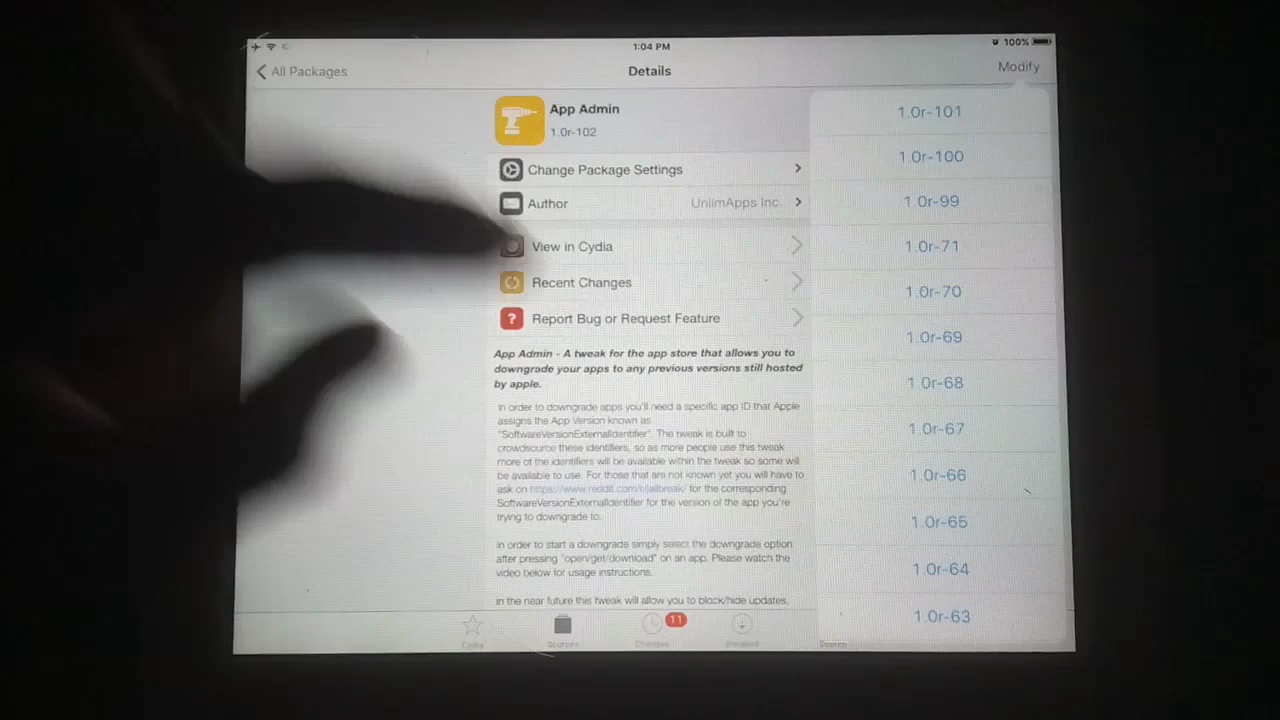 1:04 PM
100%
All Packages
Details
Modify
App Admin
1.0r-102
Change Package Settings
Author
UnlimApps Inc.
View in Cydia
Recent Changes
Report Bug or Request Feature
App Admin - A tweak for the app store that allows you to
downgrade your apps to any previous versions still hosted
by apple.
In order to downgrade apps you'll need a specific app ID that Apple
assigns the App Version known as
"SoftwareVersionExternalIdentifier". The tweak is built to
crowdsource these identifiers, so as more people use this tweak
more of the identifiers will be available within the tweak so some will
be available to use. For those that are not known yet you will have to
ask on https://www.reddit.com/r/jailbreak/ for the corresponding
SoftwareVersionExternalIdentifier for the version of the app you're
trying to downgrade to.
In order to start a downgrade simply select the downgrade option
after pressing "open/get/download" on an app. Please watch the
video below for usage instructions.
In the near future this tweak will allow you to block/hide updates.
1.0r-101
1.0r-100
1.0r-99
1.0r-71
1.0r-70
1.0r-69
1.0r-68
1.0r-67
1.0r-66
1.0r-65
1.0r-64
1.0r-63
11
Cydia
Sources
Changes
Installed
Search